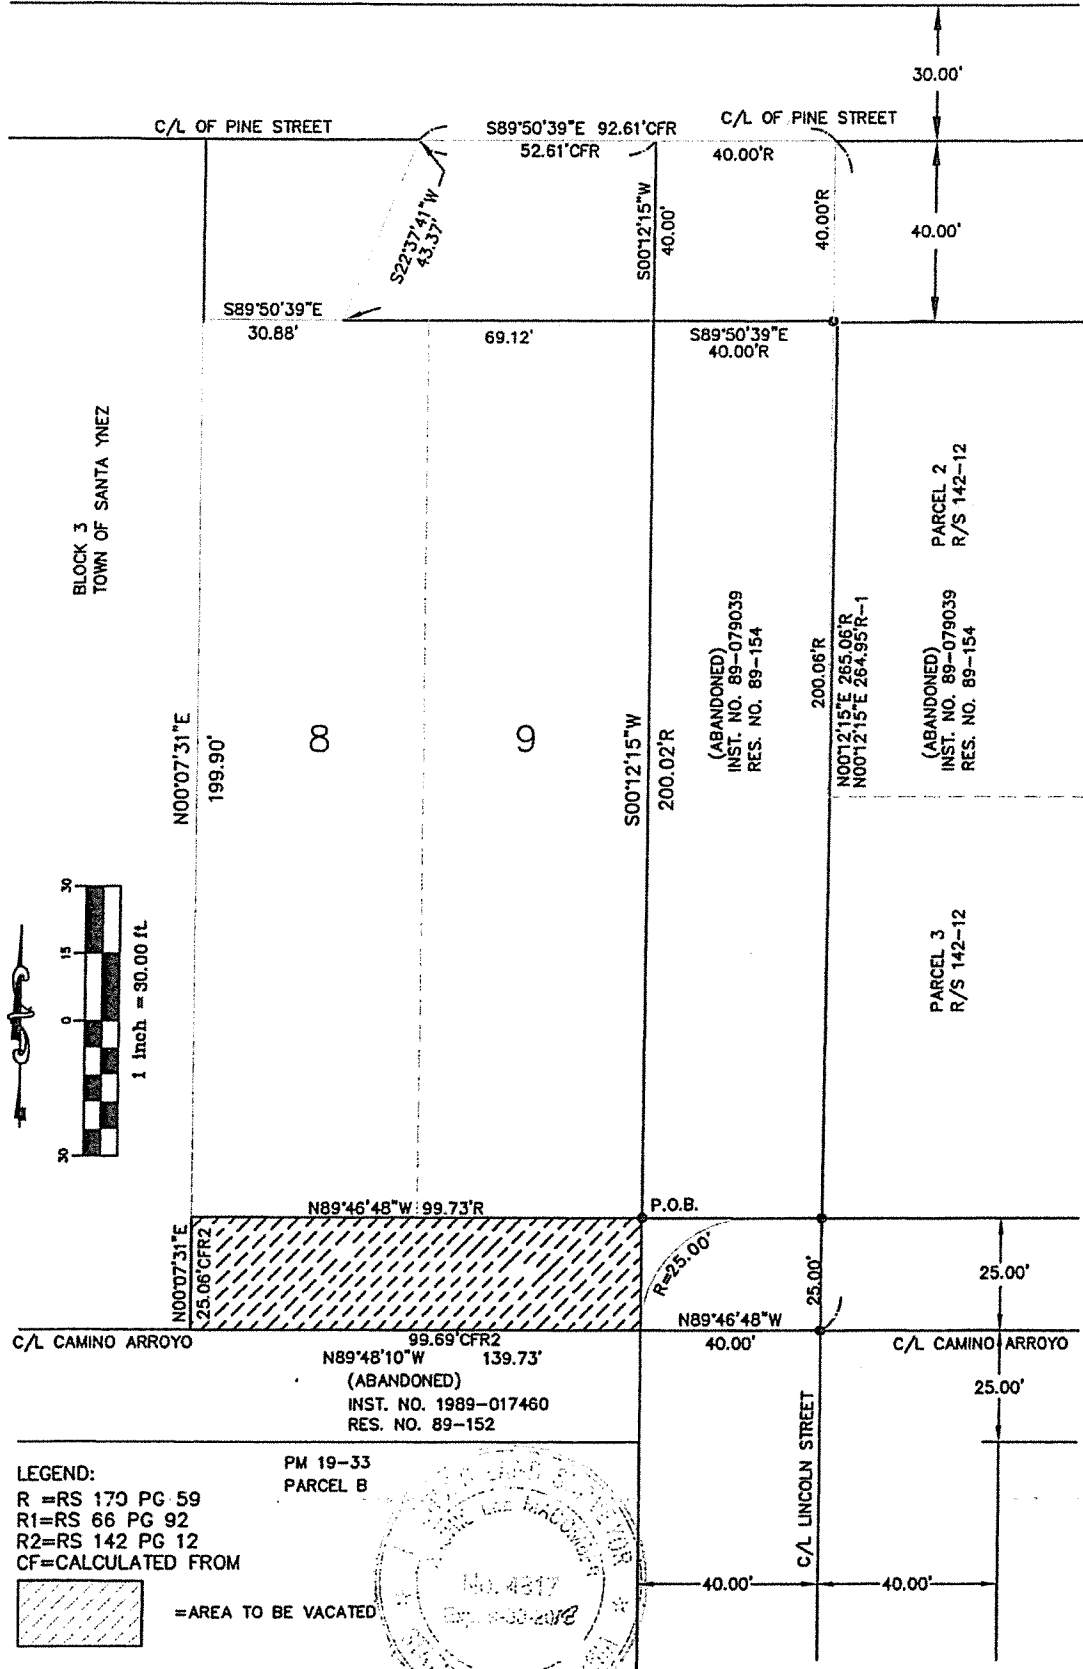 30.00'
C/L OF PINE STREET
S89°50'39"E 92.61'CFR
C/L OF PINE STREET
52.61'CFR
40.00'R
S22°37'41"W
43.37'
S00°12'15"W
40.00'
40.00'R
40.00'
S89°50'39"E
30.88'
69.12'
S89°50'39"E
40.00'R
BLOCK 3
TOWN OF SANTA YNEZ
PARCEL 2
R/S 142-12
N00°07'31"E
199.90'
8
9
S00°12'15"W
200.02'R
(ABANDONED)
INST. NO. 89-079039
RES. NO. 89-154
200.06'R
N00°12'15"E 265.06'R
N00°12'15"E 264.95'R-1
(ABANDONED)
INST. NO. 89-079039
RES. NO. 89-154
30
15
0
30
1 inch = 30.00 ft.
PARCEL 3
R/S 142-12
N89°46'48"W 99.73'R
P.O.B.
N00°07'31"E
25.06'CFR2
R=25.00'
25.00'
25.00'
N89°46'48"W
40.00'
C/L CAMINO ARROYO
99.69'CFR2
C/L CAMINO ARROYO
N89°48'10"W 139.73'
(ABANDONED)
INST. NO. 1989-017460
RES. NO. 89-152
25.00'
C/L LINCOLN STREET
PM 19-33
PARCEL B
LEGEND:
R =RS 170 PG 59
R1=RS 66 PG 92
R2=RS 142 PG 12
CF=CALCULATED FROM
=AREA TO BE VACATED
No. 4817
40.00'
40.00'